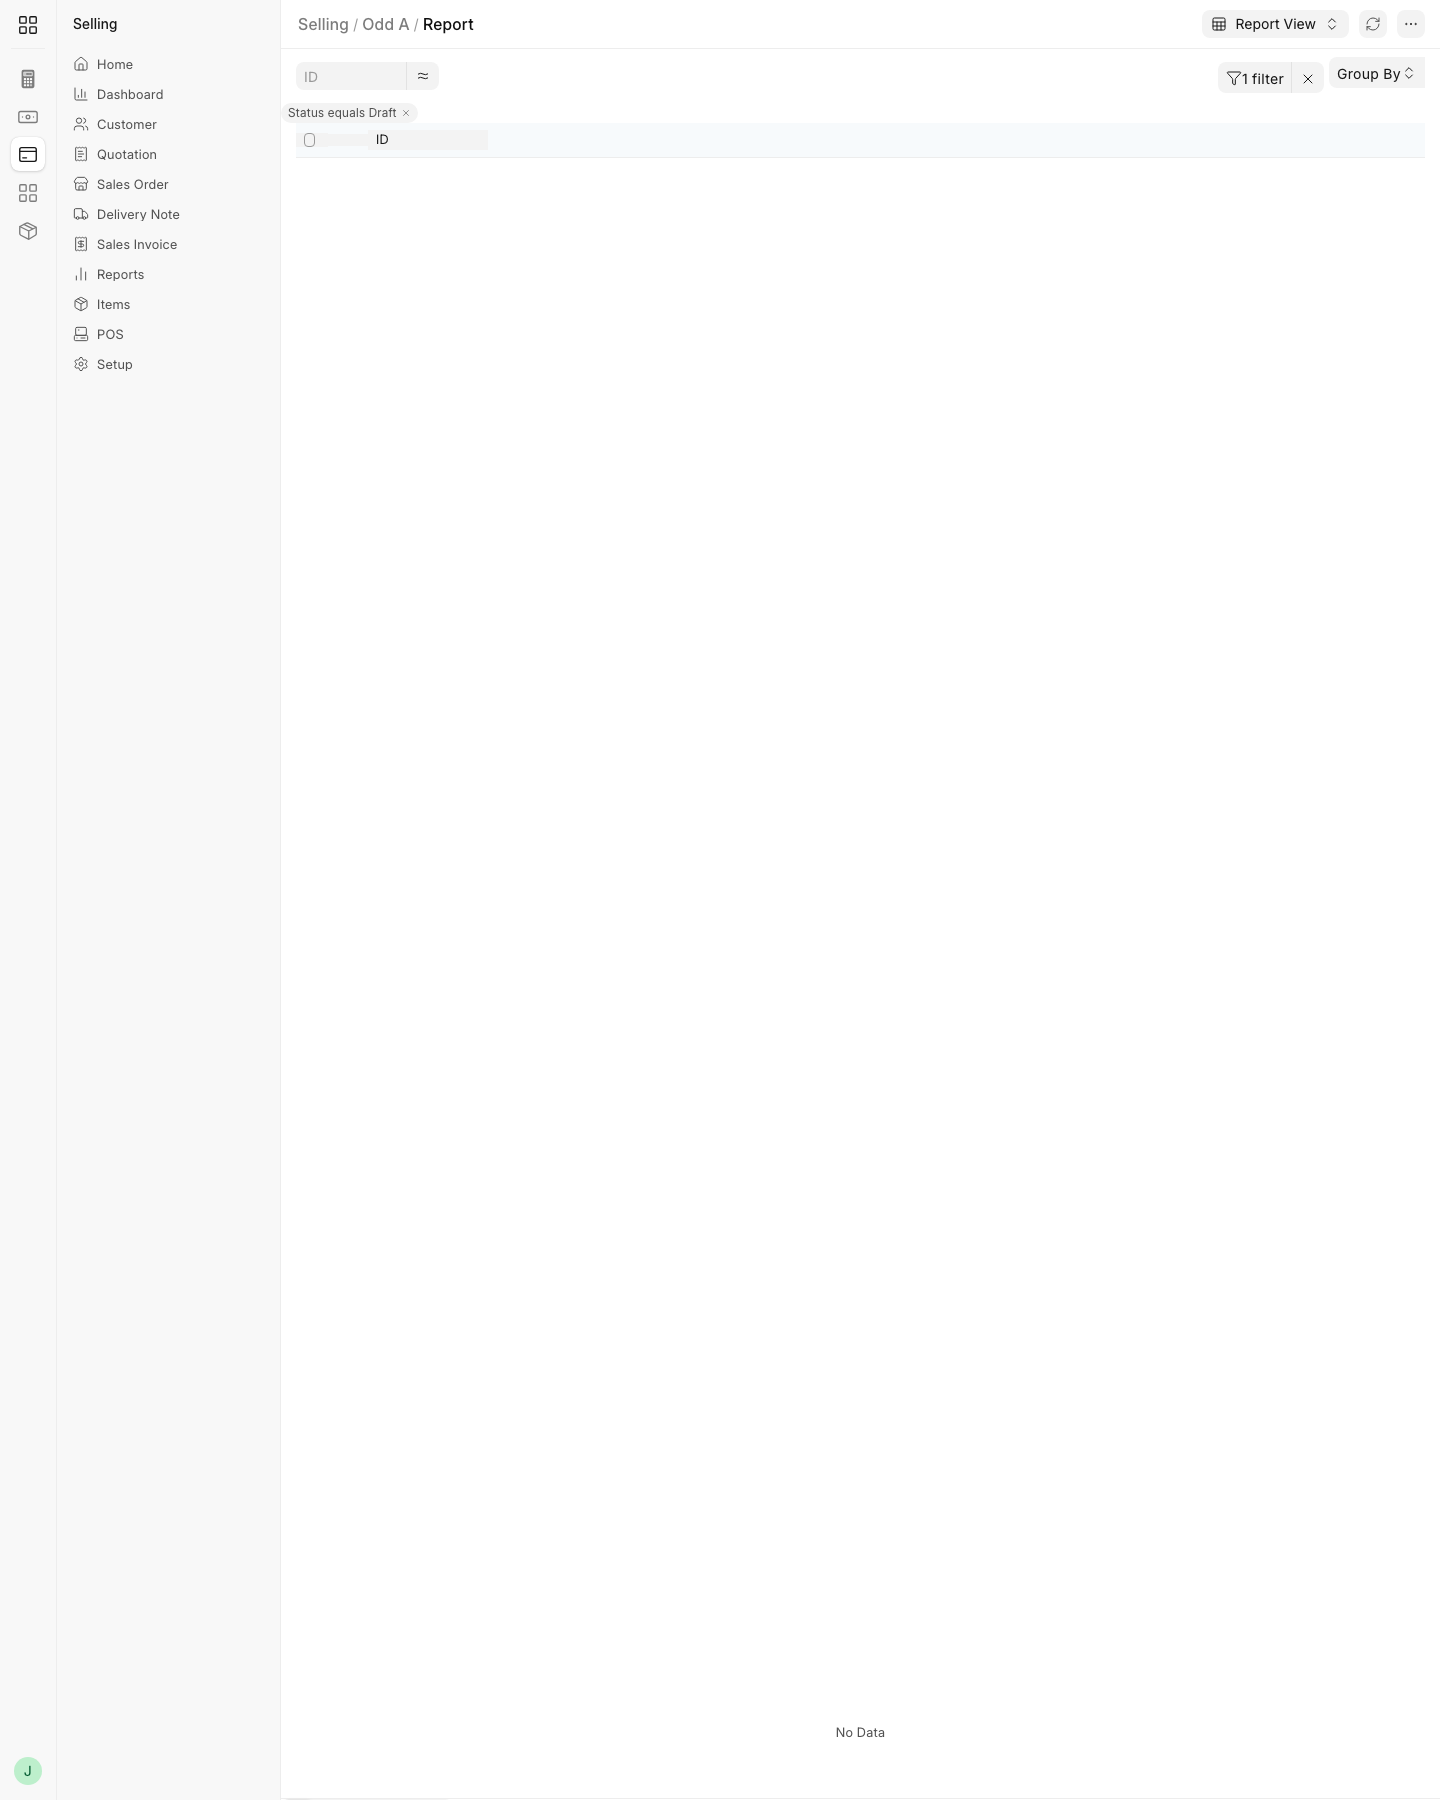 Selling
Home
Dashboard
Customer
Quotation
Sales Order
Delivery Note
Sales Invoice
Reports
Items
POS
Setup
J
Selling / Odd A / Report
Report View
ID ≈
1 filter
Group By
Status equals Draft
ID
No Data